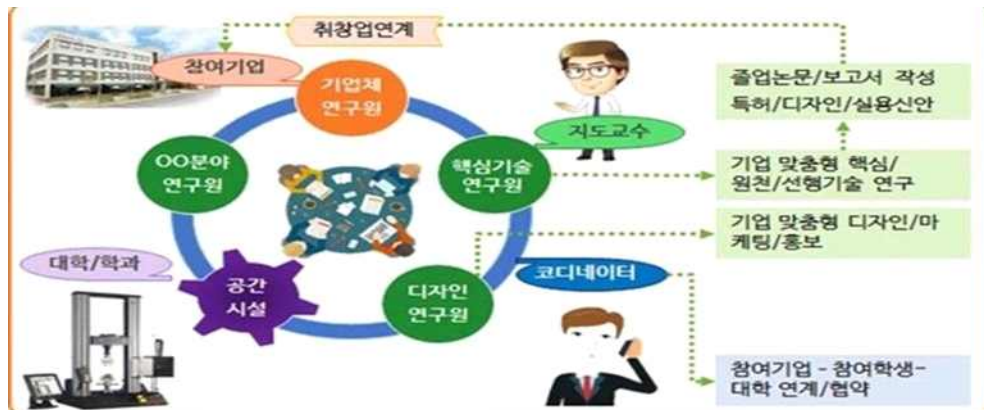 취창업연계
참여기업
기업체
연구원
졸업논문/보고서 작성
특허/디자인/실용신안
지도교수
OO분야
연구원
핵심기술
연구원
기업 맞춤형 핵심/
원천/선행기술 연구
기업 맞춤형 디자인/마
케팅/홍보
대학/학과
공간
시설
디자인
연구원
코디네이터
참여기업 - 참여학생-
대학 연계/협약